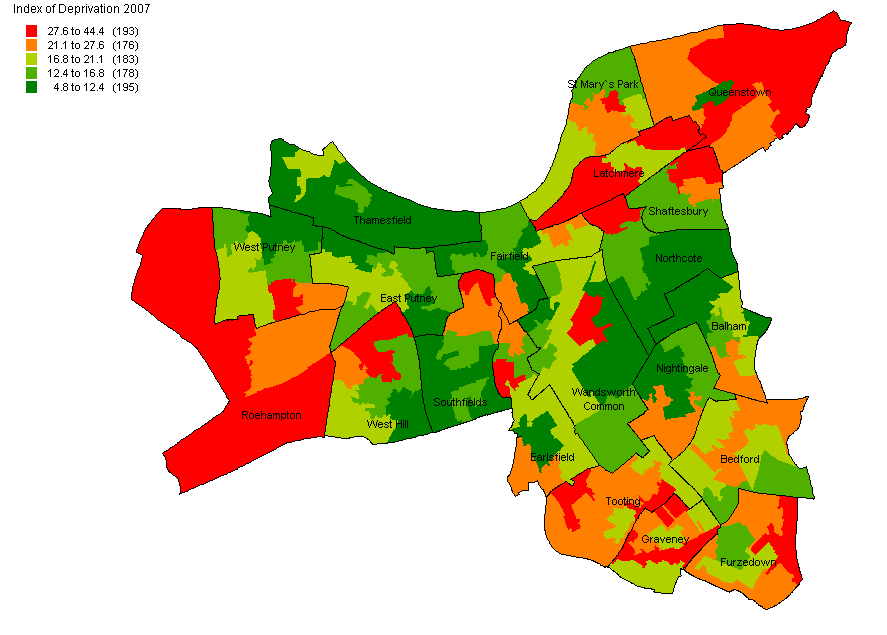 Index of Deprivation 2007
27.6 to 44.4 (193)
21.1 to 27.6 (176)
16.8 to 21.1 (183)
12.4 to 16.8 (178)
4.8 to 12.4 (195)
St Mary`s Park
Queenstown
Latchmere
Shaftesbury
Thamesfield
West Putney
Fairfield
Northcote
East Putney
Balham
Nightingale
Wandsworth
Common
Southfields
Roehampton
West Hill
Earlsfield
Bedford
Tooting
Graveney
Furzedown